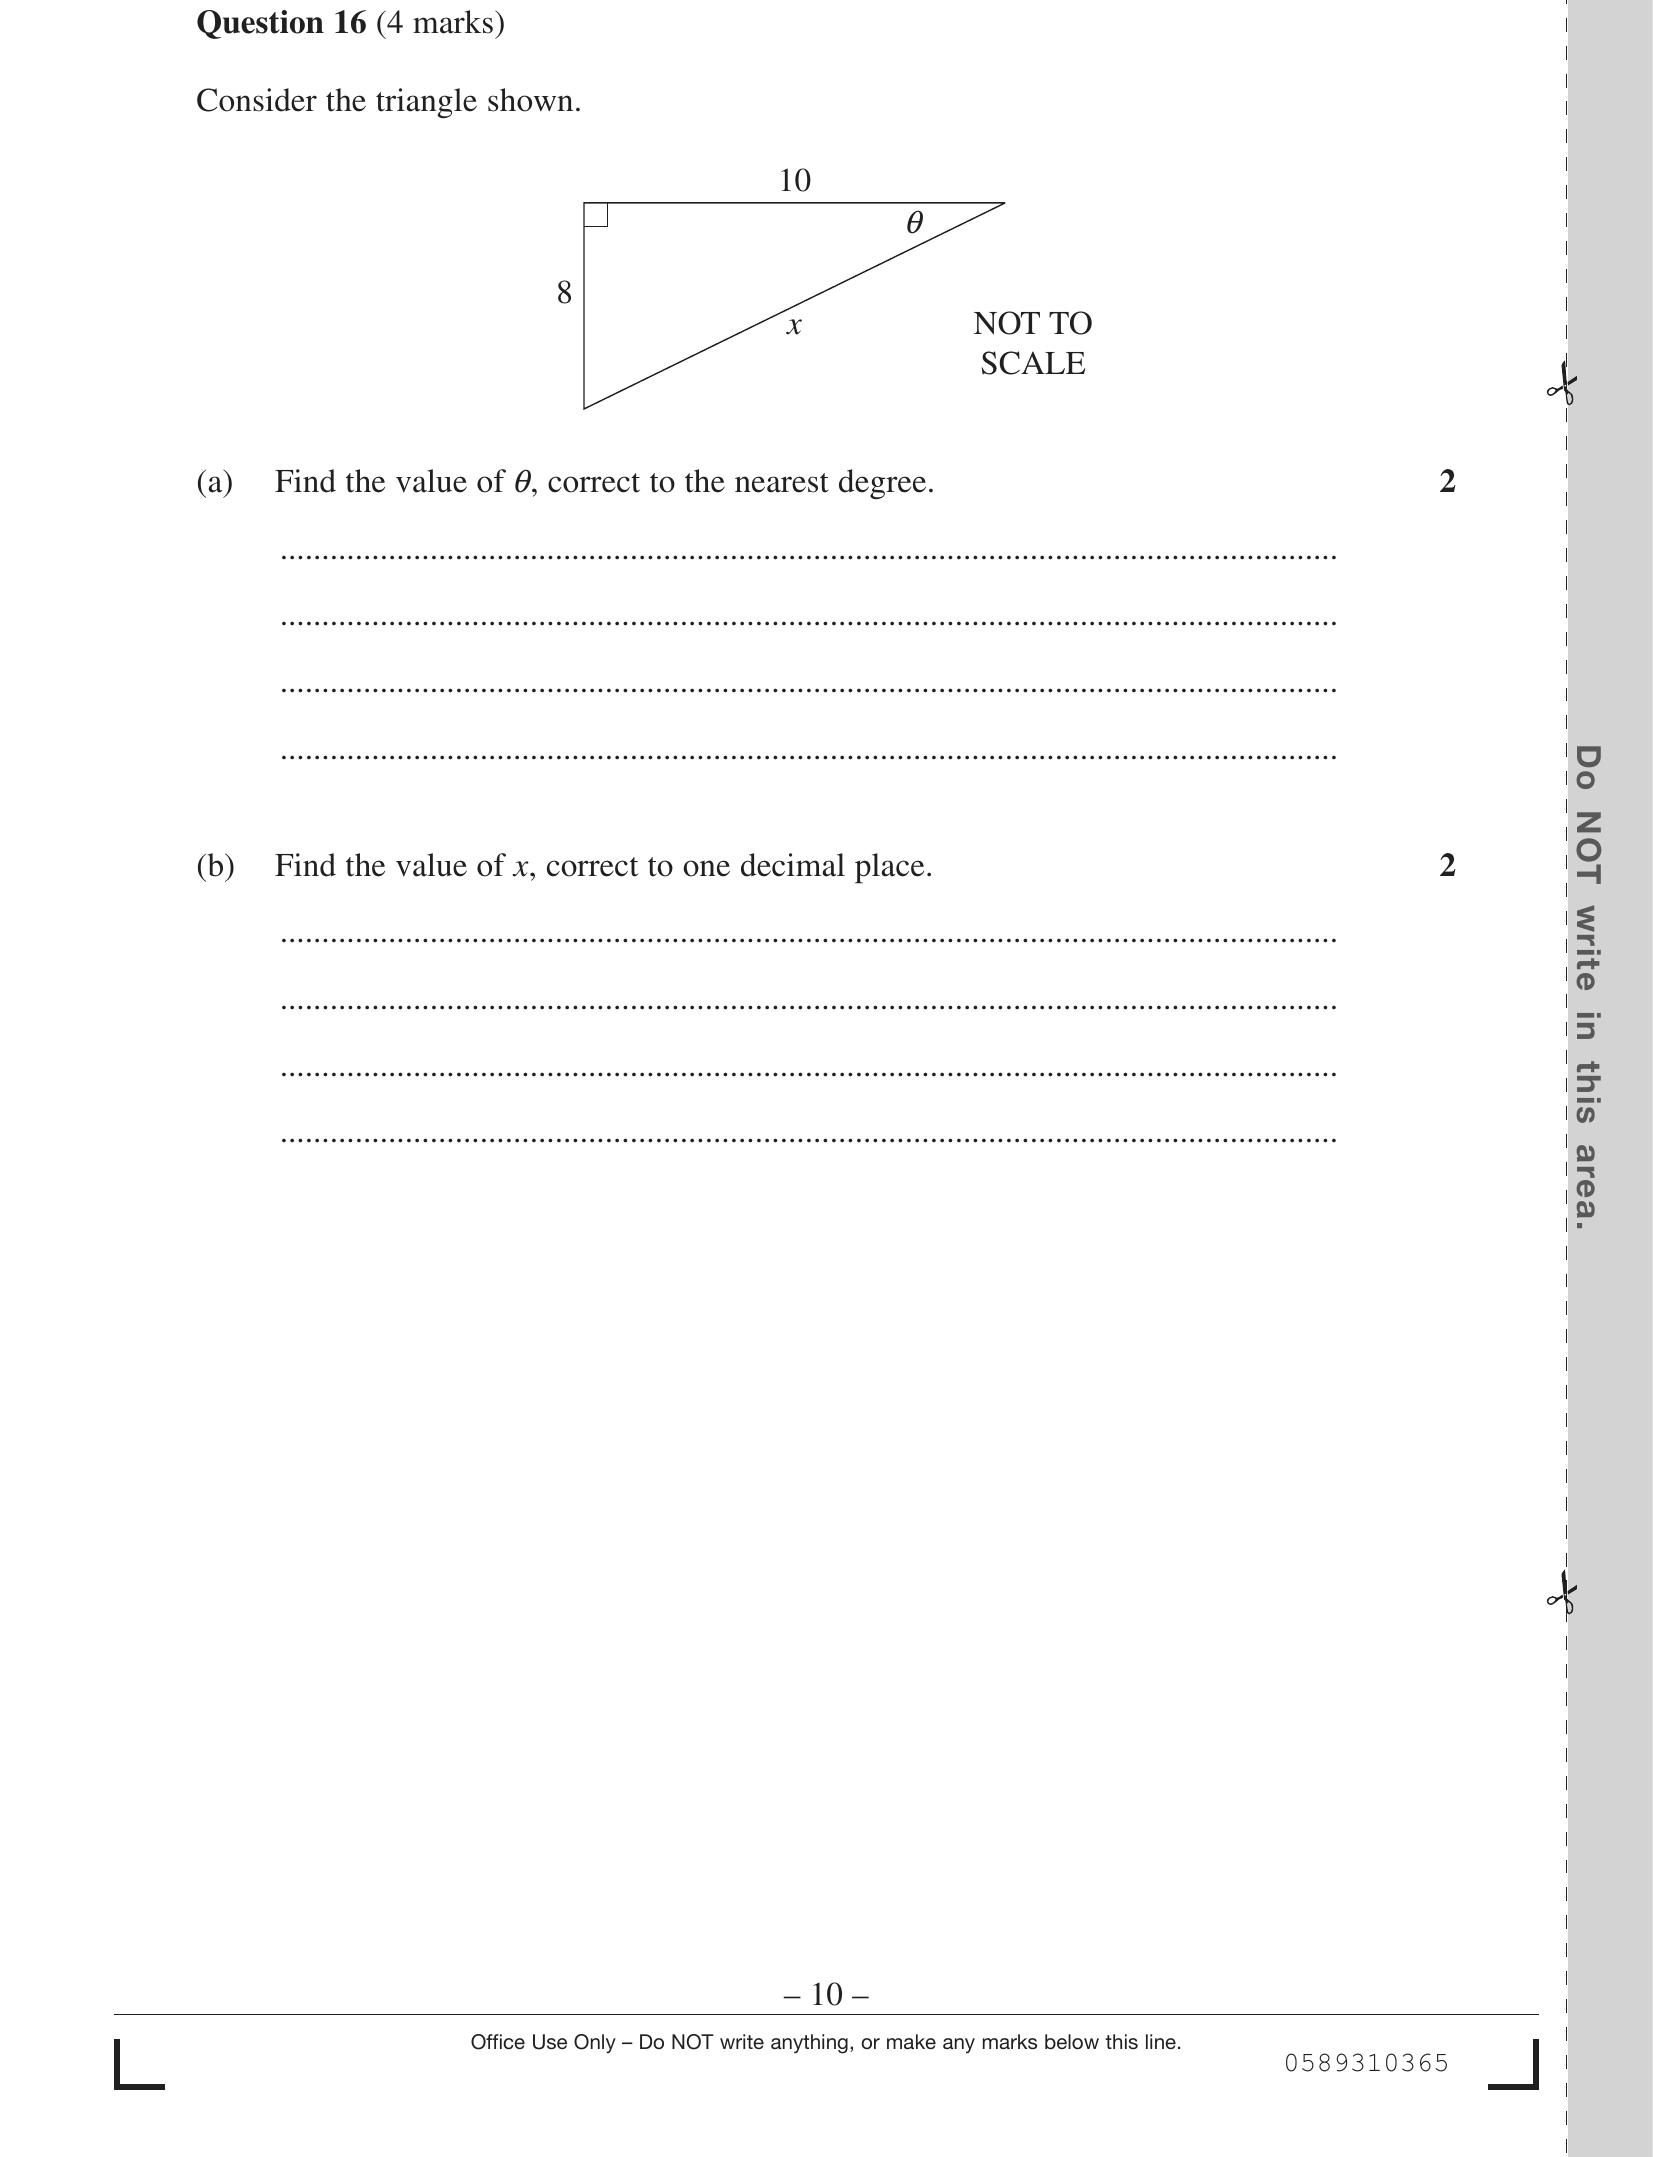 Question 16 (4 marks)
Consider the triangle shown.
10
θ
8
x
NOT TO
SCALE
(a) Find the value of θ, correct to the nearest degree. 2
(b) Find the value of x, correct to one decimal place. 2
Do NOT write in this area.
– 10 –
Office Use Only – Do NOT write anything, or make any marks below this line.
0589310365